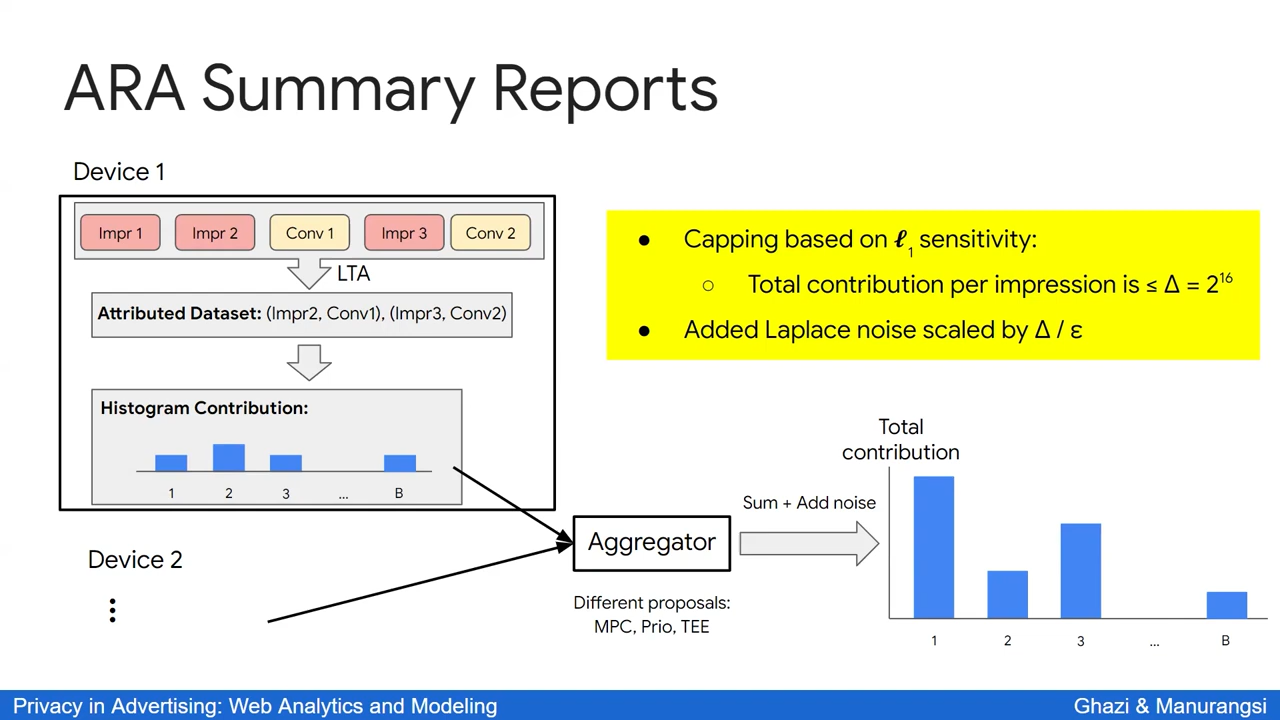 ARA Summary Reports
Device 1
Impr 1
Impr 2
Conv 1
Impr 3
Conv 2
LTA
Attributed Dataset: (Impr2, Conv1), (Impr3, Conv2)
Histogram Contribution:
1
2
3
...
B
● Capping based on ℓ₁ sensitivity:
○ Total contribution per impression is ≤ Δ = 2¹⁶
● Added Laplace noise scaled by Δ / ε
Device 2
⋮
Aggregator
Different proposals:
MPC, Prio, TEE
Sum + Add noise
Total
contribution
1
2
3
...
B
Privacy in Advertising: Web Analytics and Modeling
Ghazi & Manurangsi